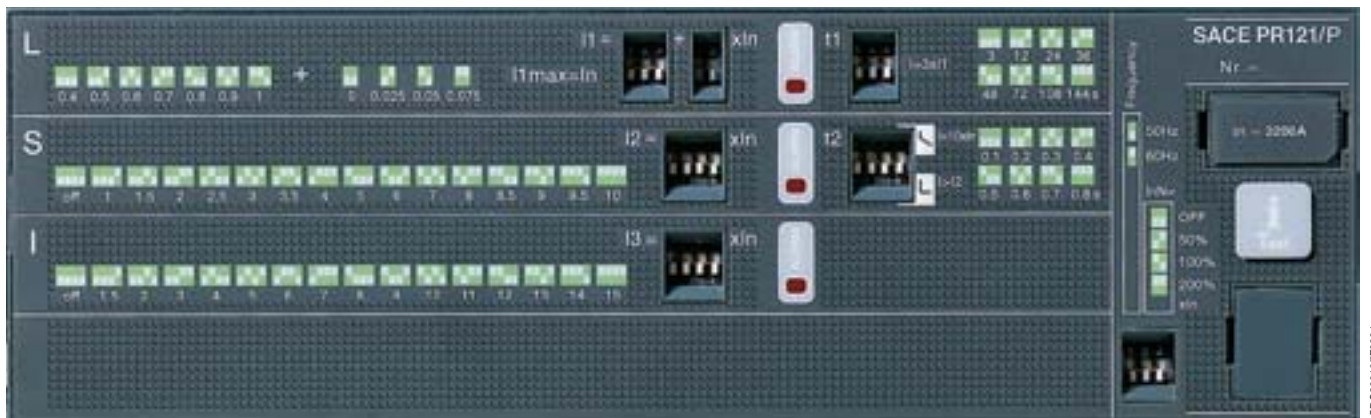 L
I1 = + xIn
t1
SACE PR121/P
Nr. –
3 12 24 36
48 72 108 144 s
I1max=In
0.4 0.5 0.6 0.7 0.8 0.9 1 + 0 0.025 0.05 0.075
Frequency
50Hz
60Hz
S
I2 = xIn
t2
0.1 0.2 0.3 0.4
0.5 0.6 0.7 0.8 s
off 1 1.5 2 2.5 3 3.5 4 5 6 7 8 8.5 9 9.5 10
OFF
50%
100%
200%
xIn
Test
I
I3 = xIn
off 1.5 2 3 4 5 6 7 8 9 10 11 12 13 14 15